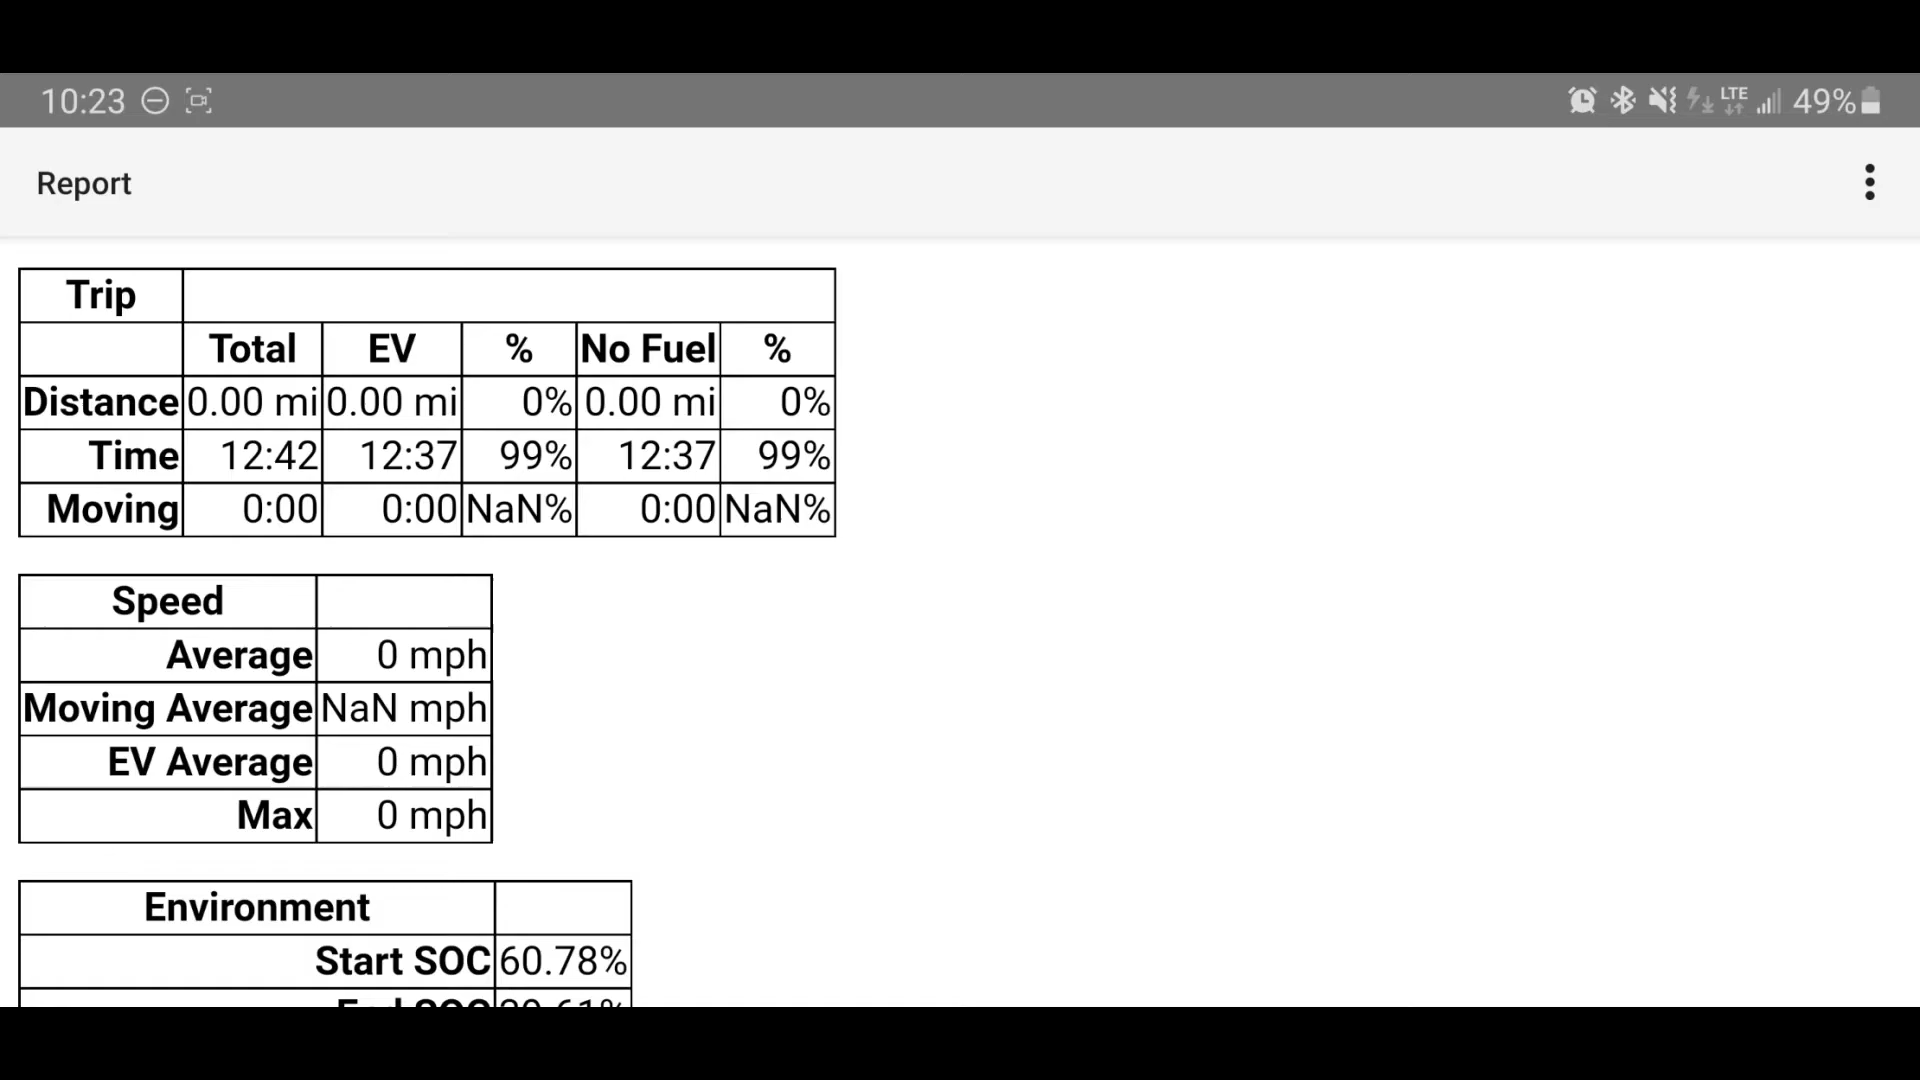 10:23 LTE 49%
Report
Trip
Total EV % No Fuel %
Distance 0.00 mi 0.00 mi 0% 0.00 mi 0%
Time 12:42 12:37 99% 12:37 99%
Moving 0:00 0:00 NaN% 0:00 NaN%
Speed
Average 0 mph
Moving Average NaN mph
EV Average 0 mph
Max 0 mph
Environment
Start SOC 60.78%
End SOC